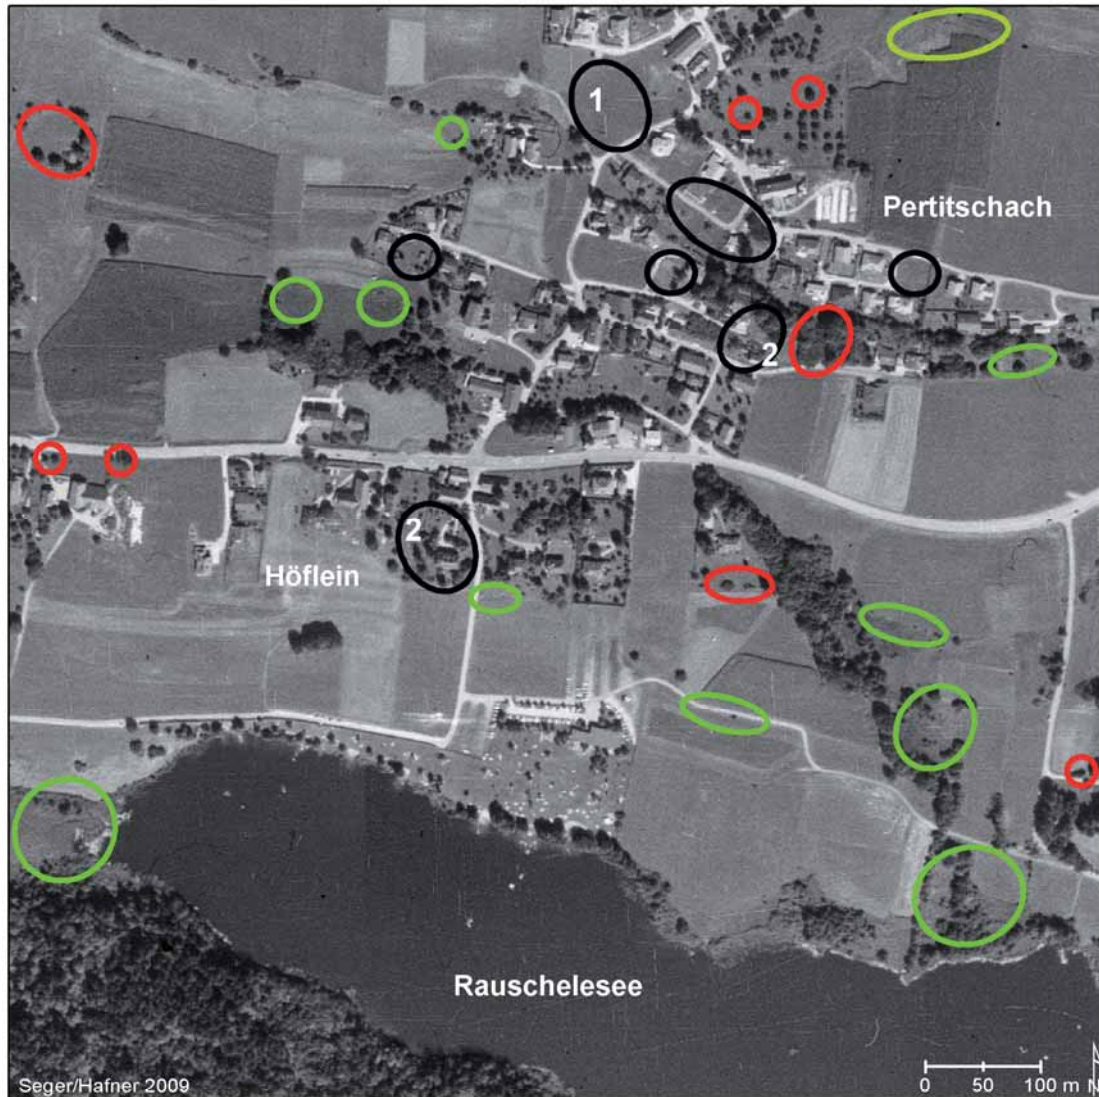 1
Pertitschach
2
2
Höflein
Rauschelesee
Seger/Hafner 2009
0 50 100 m N